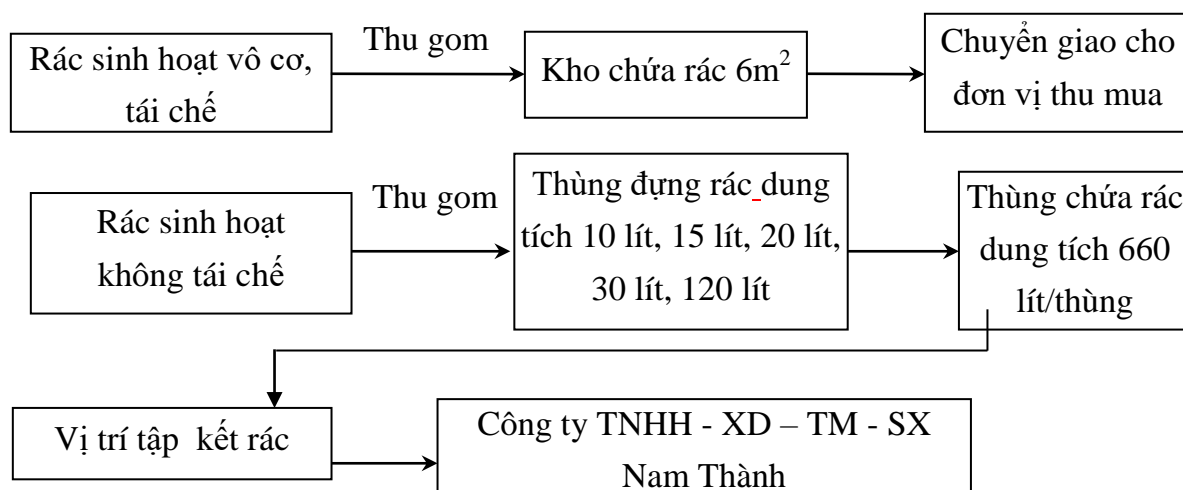 Rác sinh hoạt vô cơ,
tái chế
Thu gom
Kho chứa rác 6m²
Chuyển giao cho
đơn vị thu mua
Rác sinh hoạt
không tái chế
Thu gom
Thùng đựng rác dung
tích 10 lít, 15 lít, 20 lít,
30 lít, 120 lít
Thùng chứa rác
dung tích 660
lít/thùng
Vị trí tập kết rác
Công ty TNHH - XD – TM - SX
Nam Thành